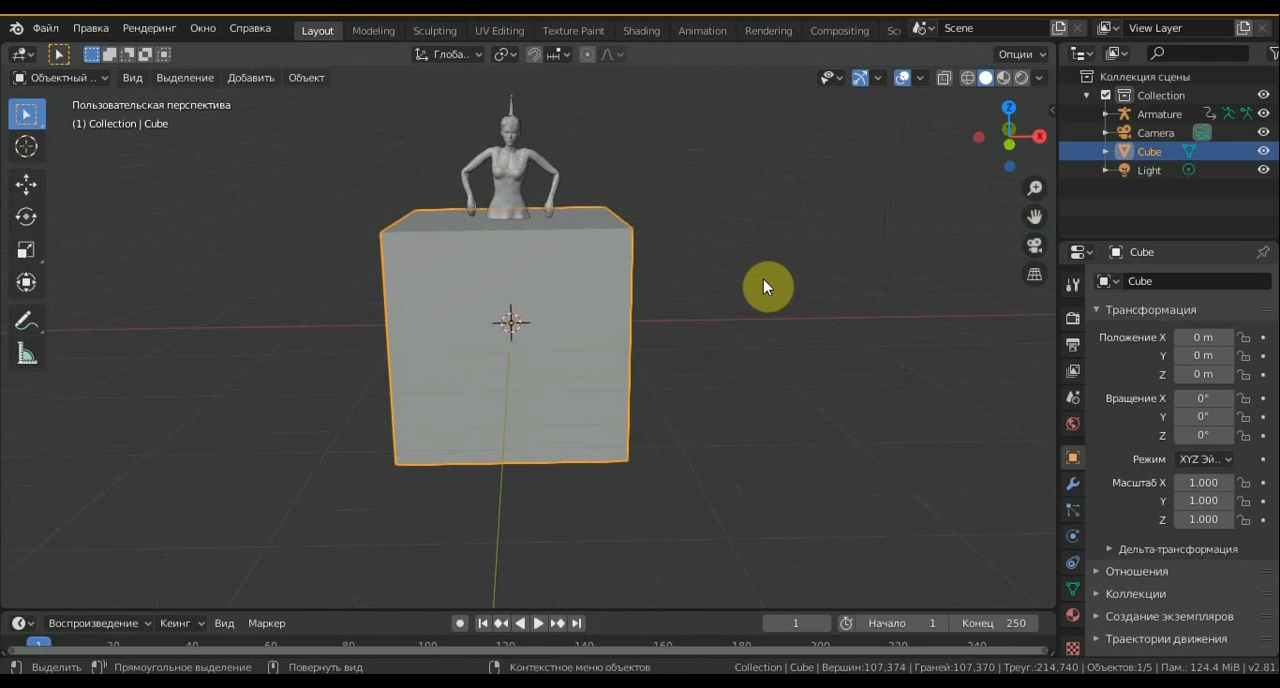 Файл Правка Рендеринг Окно Справка Layout Modeling Sculpting UV Editing Texture Paint Shading Animation Rendering Compositing Sc Scene View Layer
Глоба.. Опции
Объектный .. Вид Выделение Добавить Объект
Пользовательская перспектива
(1) Collection | Cube
Z
X
Коллекция сцены
Collection
Armature
Camera
Cube
Light
Cube
Cube
Трансформация
Положение X 0 m
Y 0 m
Z 0 m
Вращение X 0°
Y 0°
Z 0°
Режим XYZ Эй..
Масштаб X 1.000
Y 1.000
Z 1.000
Дельта-трансформация
Отношения
Коллекции
Создание экземпляров
Траектории движения
Воспроизведение Кеинг Вид Маркер 1 Начало 1 Конец 250
1 20 40 60 80 100 120 140 160 180 200 220 240
Выделить Прямоугольное выделение Повернуть вид Контекстное меню объектов Collection | Cube | Вершин:107,374 | Граней:107,370 | Треуг.:214,740 | Объектов:1/5 | Пам.: 124.4 MiB | v2.81.